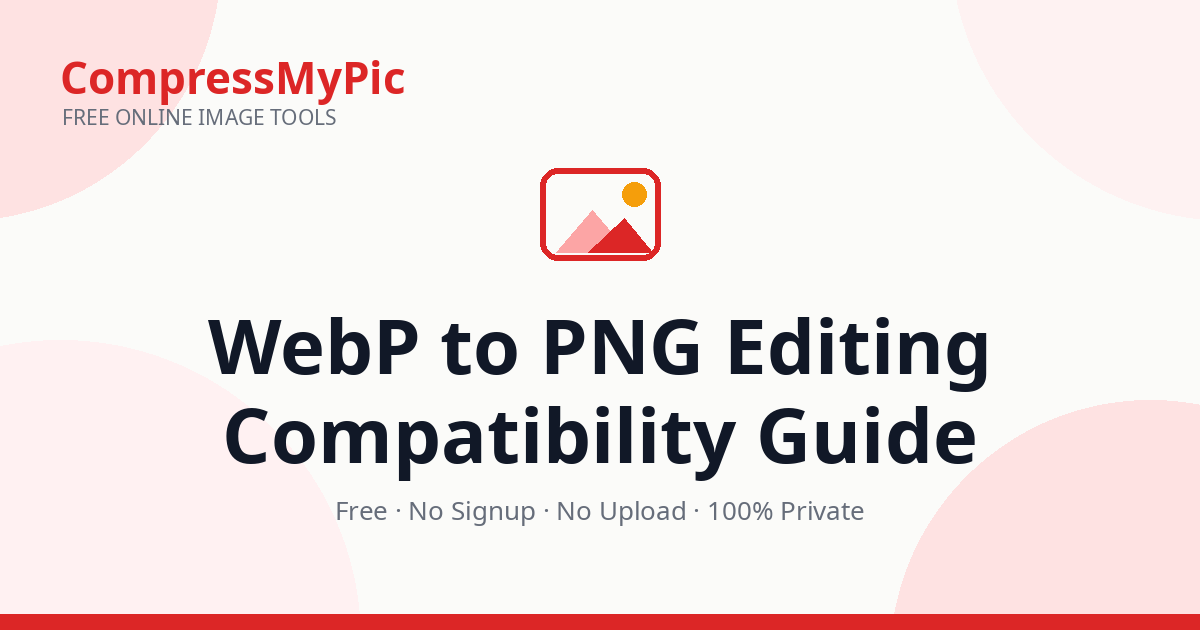 CompressMyPic
FREE ONLINE IMAGE TOOLS
WebP to PNG Editing
Compatibility Guide
Free · No Signup · No Upload · 100% Private